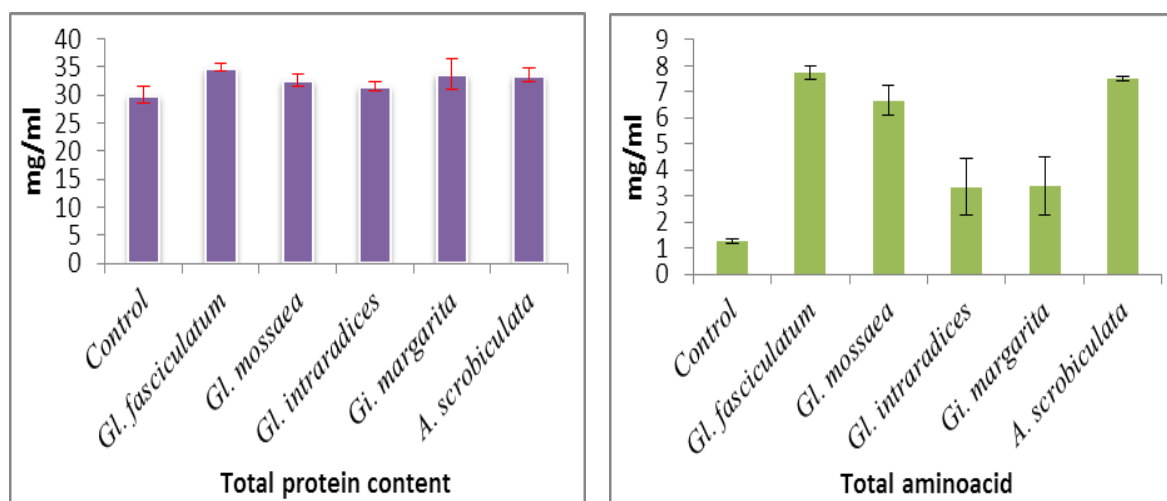 40
35
30
25
20
15
10
5
0
mg/ml
Control
Gl. fasciculatum
Gl. mossaea
Gl. intraradices
Gi. margarita
A. scrobiculata
Total protein content
9
8
7
6
5
4
3
2
1
0
mg/ml
Control
Gl. fasciculatum
Gl. mossaea
Gl. intraradices
Gi. margarita
A. scrobiculata
Total aminoacid